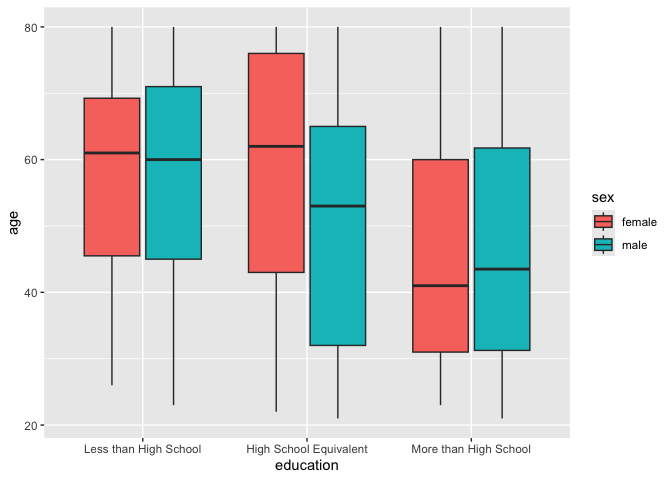 80
60
40
20
age
Less than High School
High School Equivalent
More than High School
education
sex
female
male